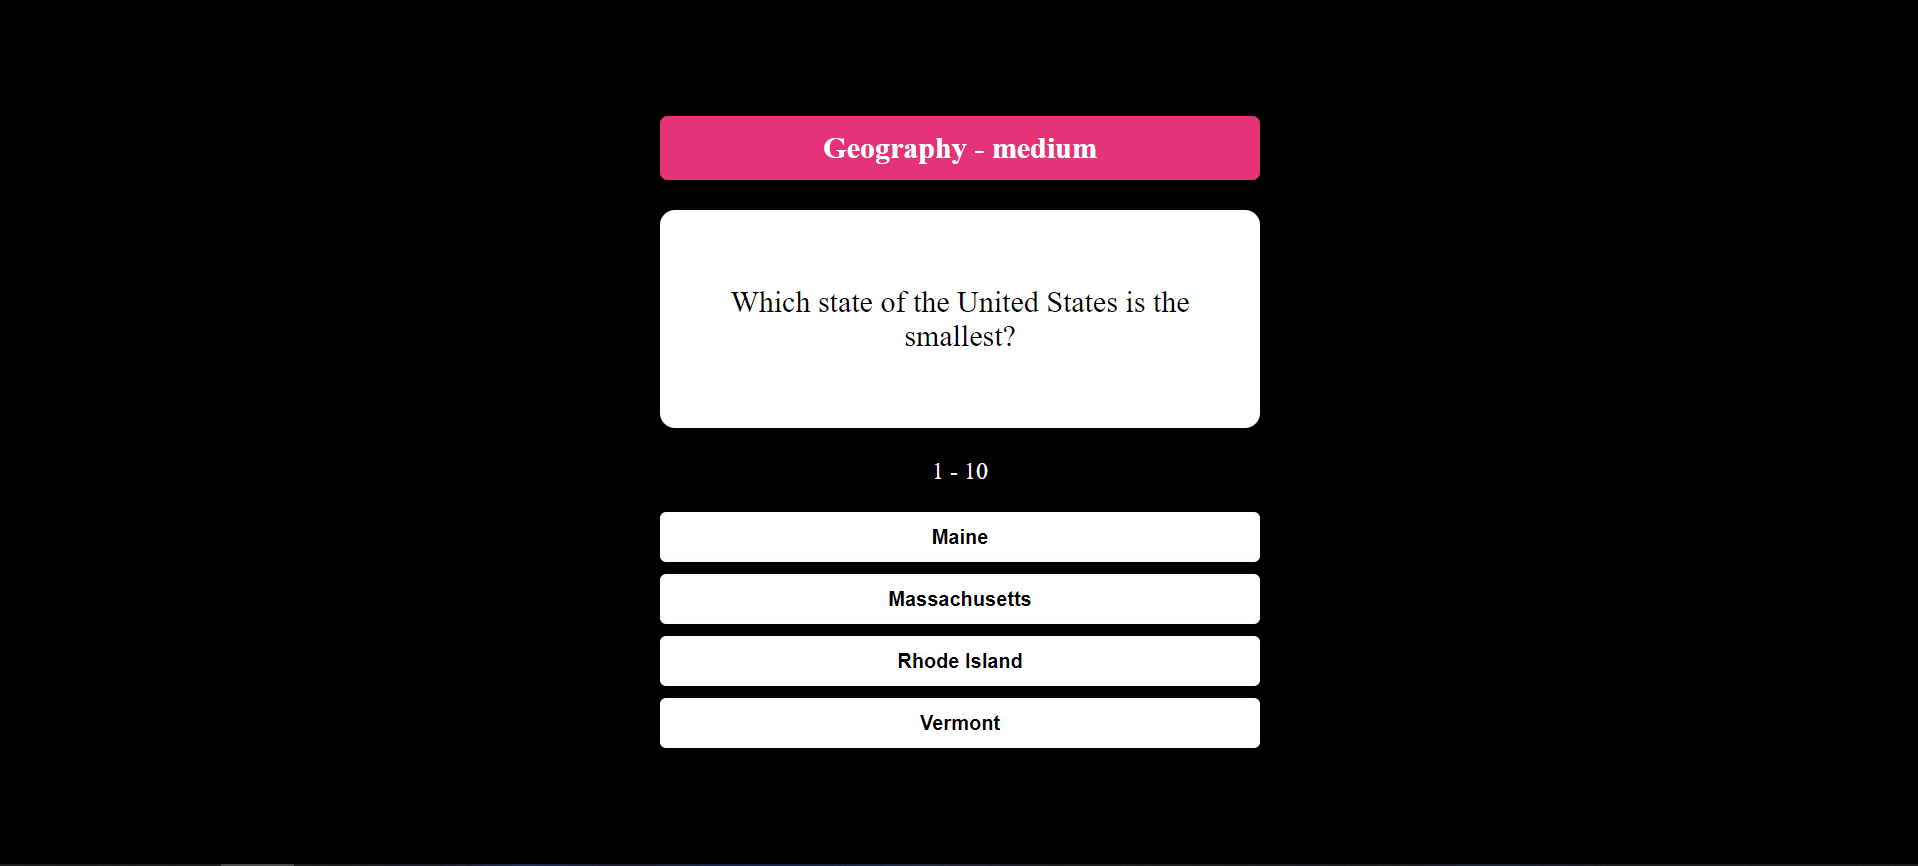 Geography - medium
Which state of the United States is the
smallest?
1 - 10
Maine
Massachusetts
Rhode Island
Vermont